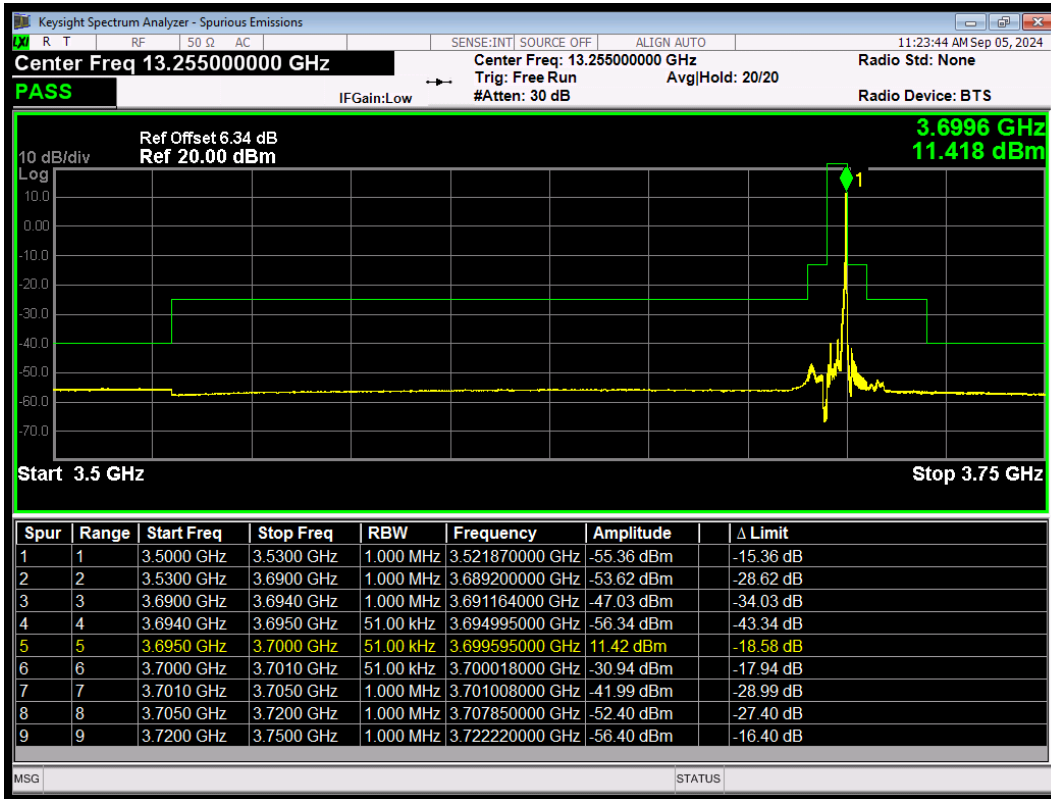 Keysight Spectrum Analyzer - Spurious Emissions
LXI R T RF 50 Ω AC SENSE:INT SOURCE OFF ALIGN AUTO 11:23:44 AM Sep 05, 2024
Center Freq 13.255000000 GHz Center Freq: 13.255000000 GHz Radio Std: None
Trig: Free Run Avg|Hold: 20/20
PASS IFGain:Low #Atten: 30 dB Radio Device: BTS
3.6996 GHz
Ref Offset 6.34 dB
11.418 dBm
10 dB/div Ref 20.00 dBm
Log
1
10.0
0.00
-10.0
-20.0
-30.0
-40.0
-50.0
-60.0
-70.0
Start 3.5 GHz Stop 3.75 GHz
Spur Range Start Freq Stop Freq RBW Frequency Amplitude Δ Limit
1 1 3.5000 GHz 3.5300 GHz 1.000 MHz 3.521870000 GHz -55.36 dBm -15.36 dB
2 2 3.5300 GHz 3.6900 GHz 1.000 MHz 3.689200000 GHz -53.62 dBm -28.62 dB
3 3 3.6900 GHz 3.6940 GHz 1.000 MHz 3.691164000 GHz -47.03 dBm -34.03 dB
4 4 3.6940 GHz 3.6950 GHz 51.00 kHz 3.694995000 GHz -56.34 dBm -43.34 dB
5 5 3.6950 GHz 3.7000 GHz 51.00 kHz 3.699595000 GHz 11.42 dBm -18.58 dB
6 6 3.7000 GHz 3.7010 GHz 51.00 kHz 3.700018000 GHz -30.94 dBm -17.94 dB
7 7 3.7010 GHz 3.7050 GHz 1.000 MHz 3.701008000 GHz -41.99 dBm -28.99 dB
8 8 3.7050 GHz 3.7200 GHz 1.000 MHz 3.707850000 GHz -52.40 dBm -27.40 dB
9 9 3.7200 GHz 3.7500 GHz 1.000 MHz 3.722220000 GHz -56.40 dBm -16.40 dB
MSG STATUS